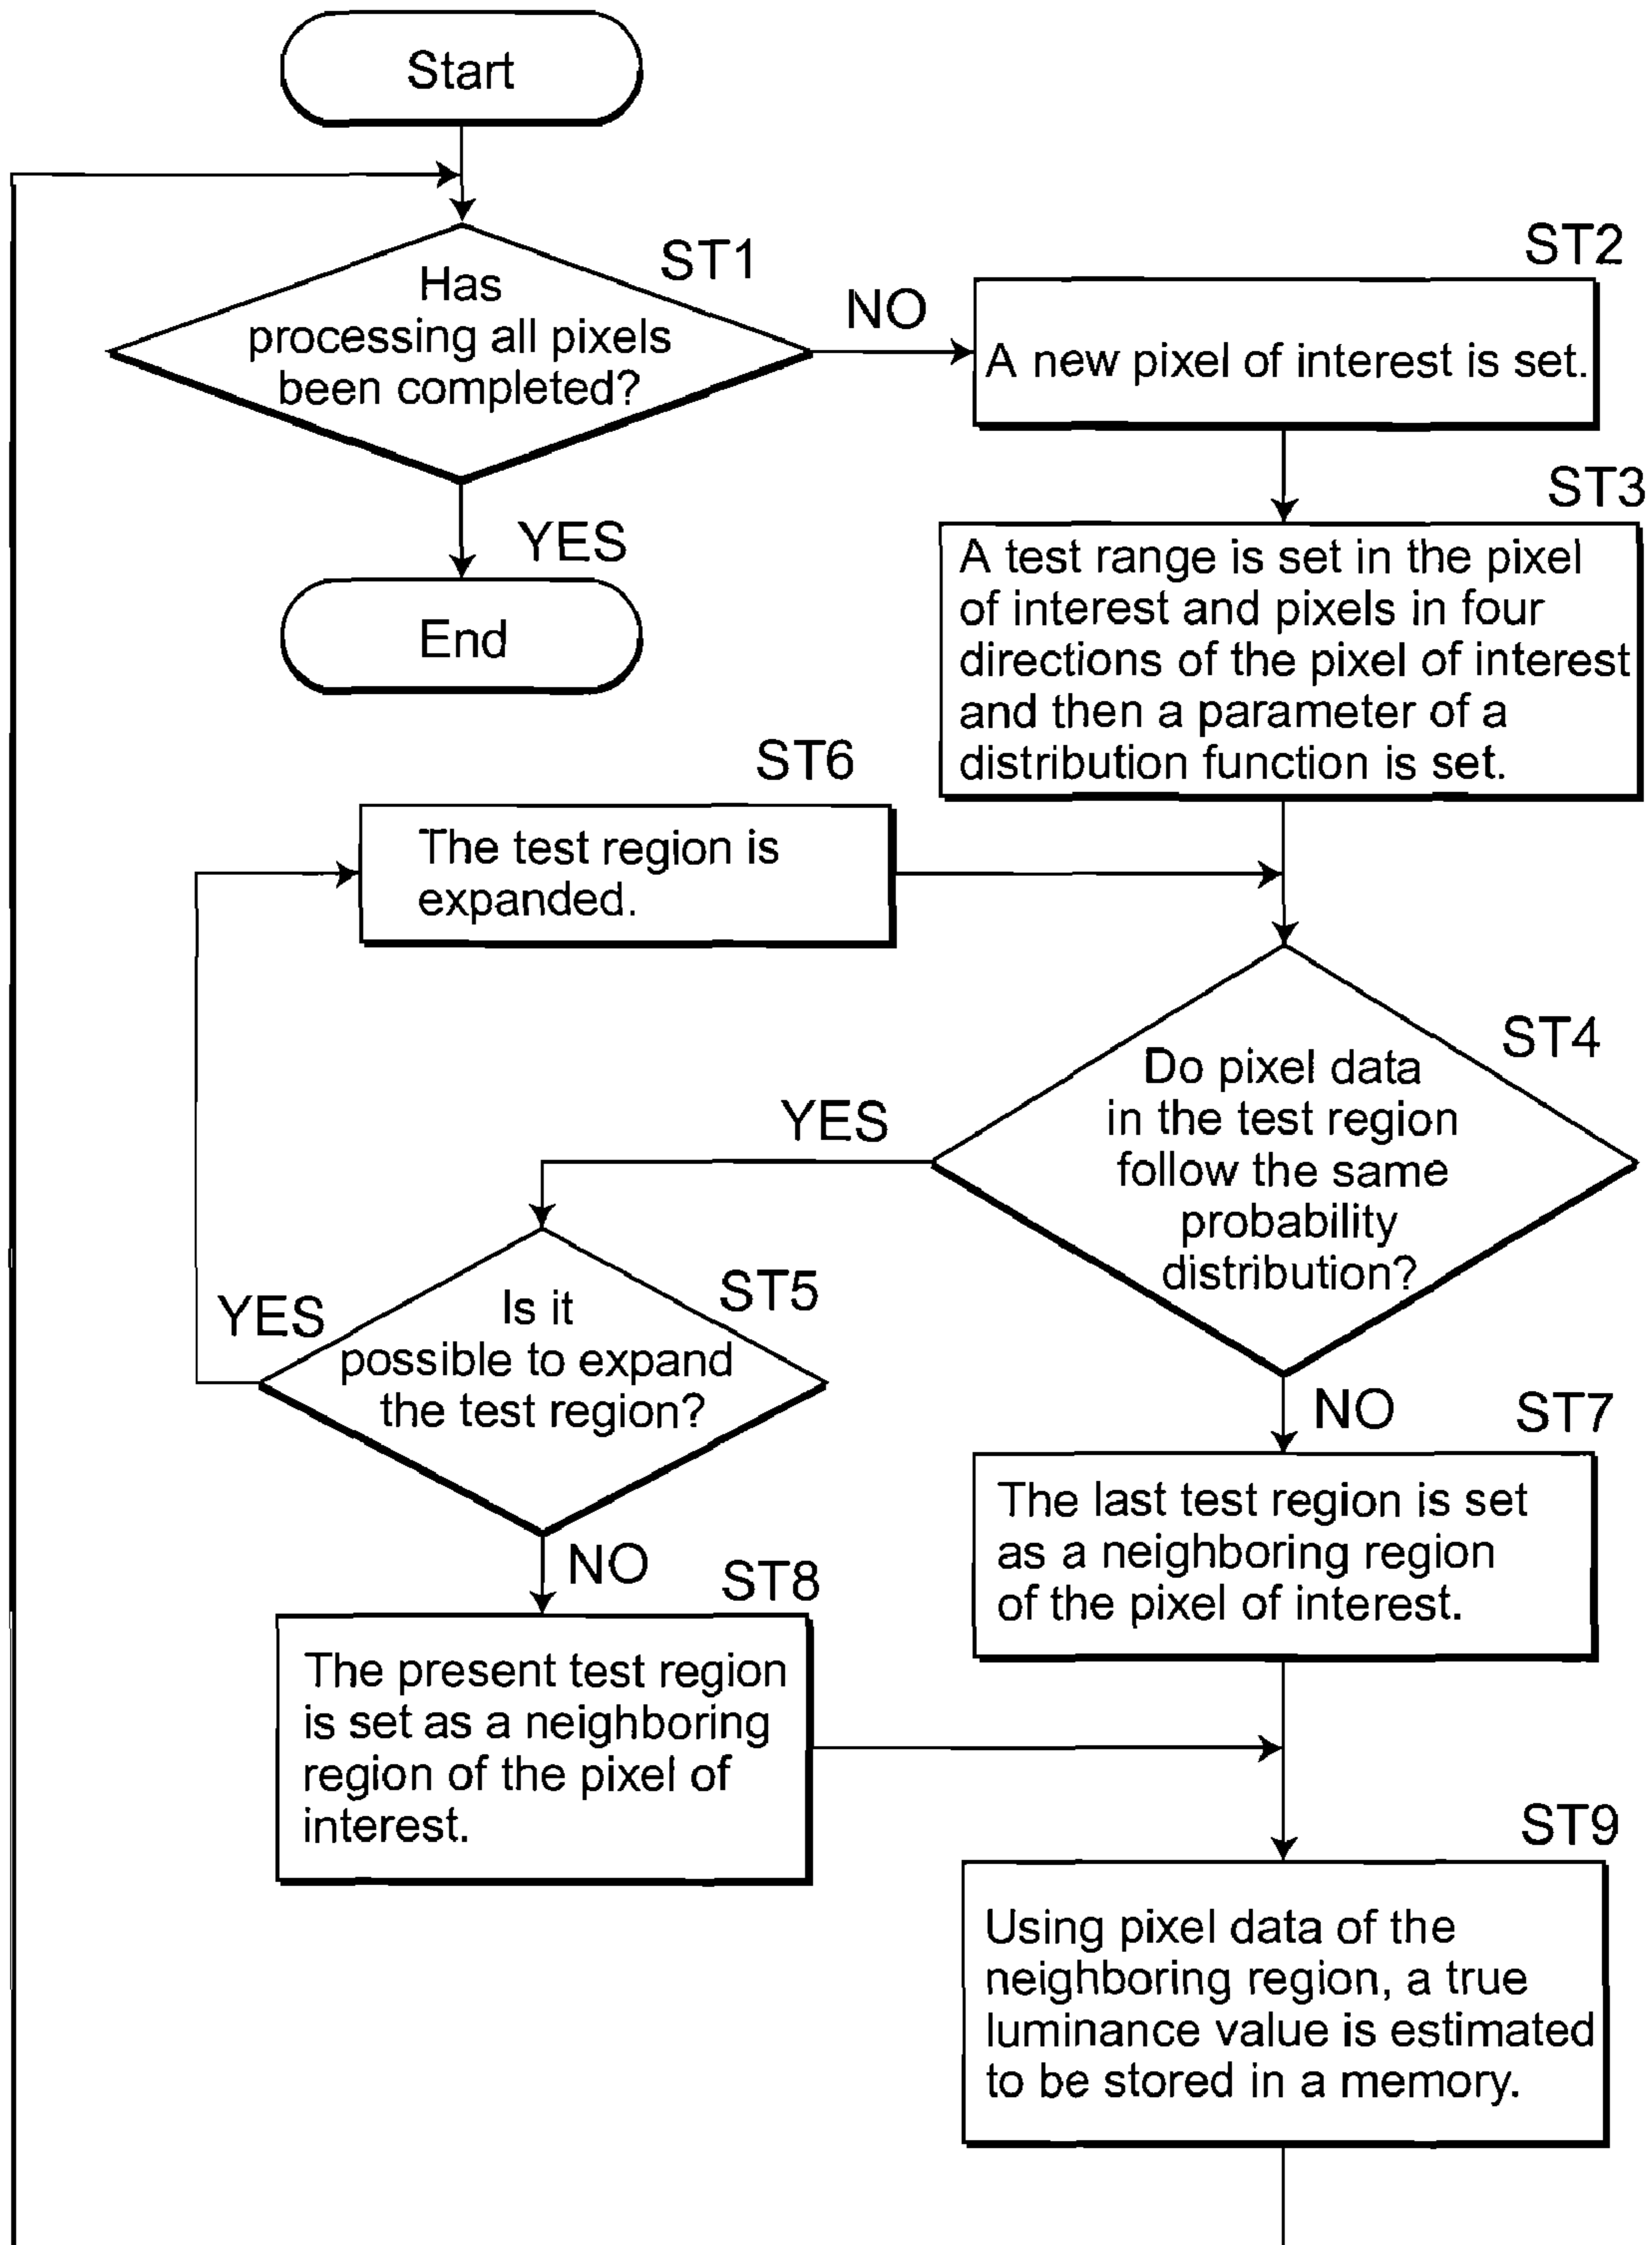 Start
ST1
Has
processing all pixels
been completed?
NO
ST2
A new pixel of interest is set.
YES
End
ST3
A test range is set in the pixel
of interest and pixels in four
directions of the pixel of interest
and then a parameter of a
distribution function is set.
ST6
The test region is
expanded.
ST4
Do pixel data
in the test region
follow the same
probability
distribution?
YES
ST5
Is it
possible to expand
the test region?
YES
NO
ST7
The last test region is set
as a neighboring region
of the pixel of interest.
NO
ST8
The present test region
is set as a neighboring
region of the pixel of
interest.
ST9
Using pixel data of the
neighboring region, a true
luminance value is estimated
to be stored in a memory.